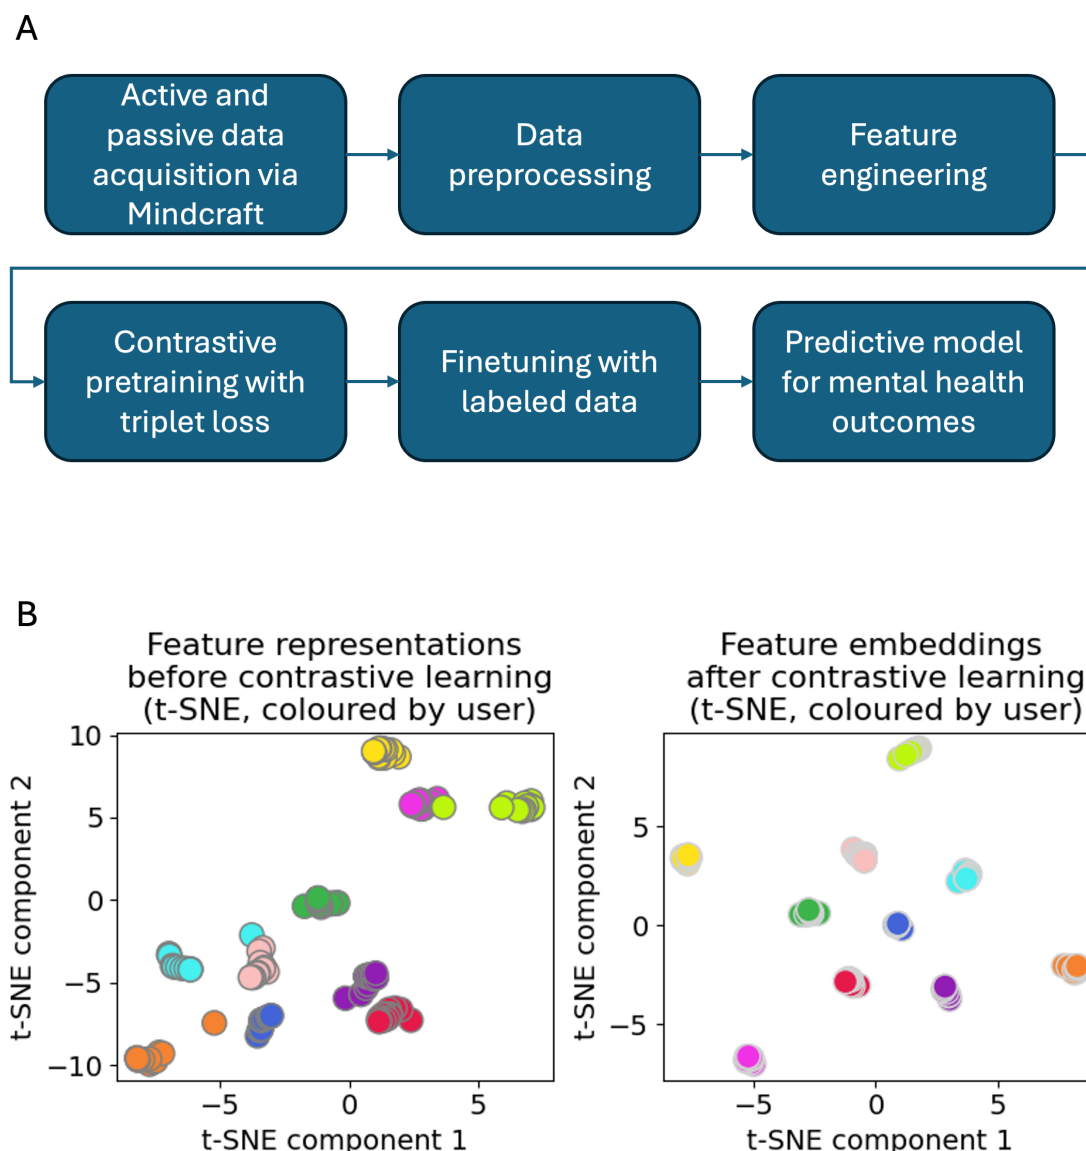 A
Active and
passive data
acquisition via
Mindcraft
Data
preprocessing
Feature
engineering
Contrastive
pretraining with
triplet loss
Finetuning with
labeled data
Predictive model
for mental health
outcomes
B
Feature representations
before contrastive learning
(t-SNE, coloured by user)
10
5
0
−5
−10
t-SNE component 2
−5
0
5
t-SNE component 1
Feature embeddings
after contrastive learning
(t-SNE, coloured by user)
5
0
−5
t-SNE component 2
−5
0
5
t-SNE component 1